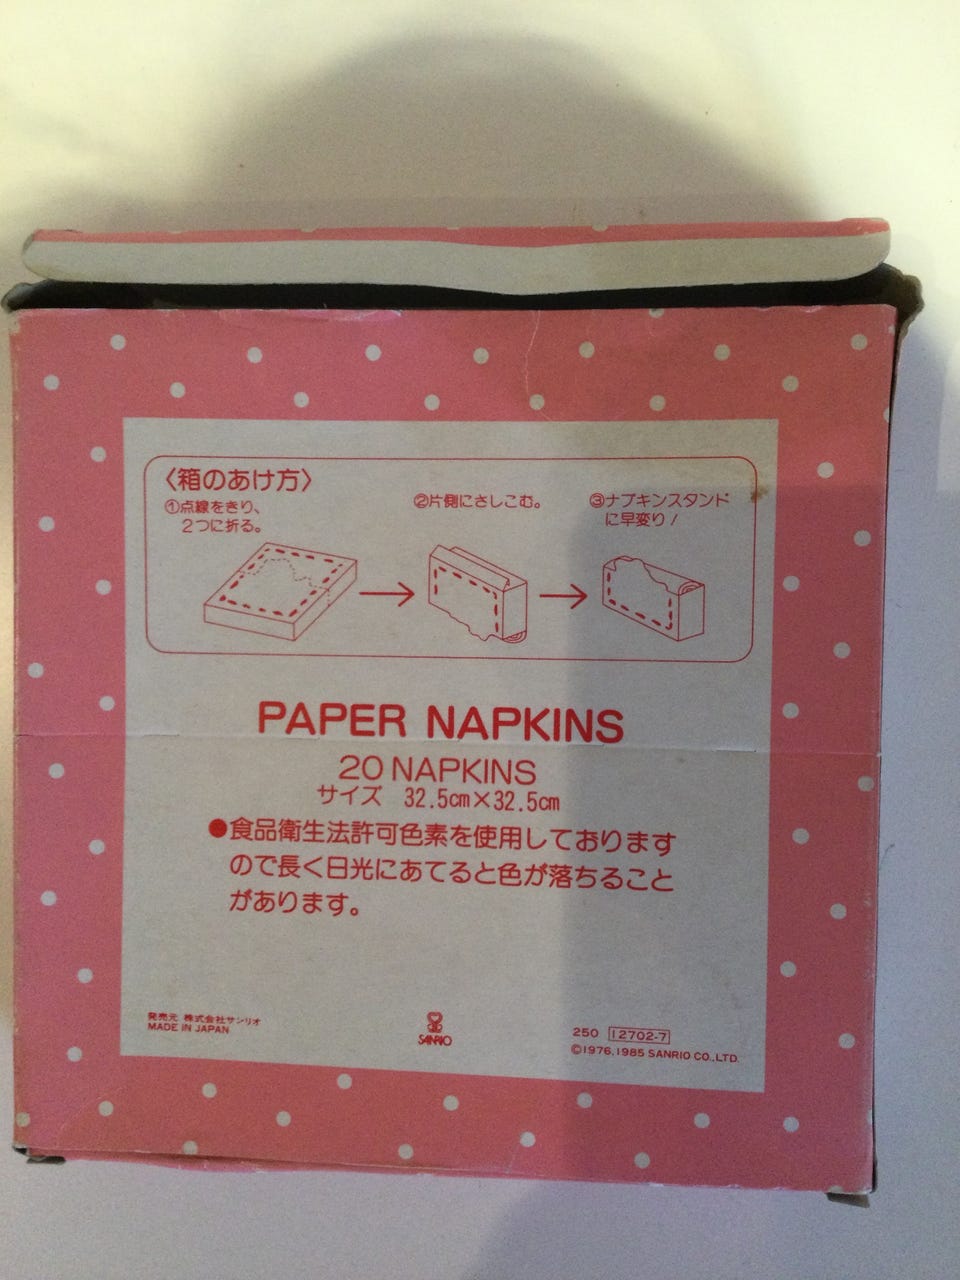 〈箱のあけ方〉
①点線をきり、
2つに折る。
②片側にさしこむ。
③ナプキンスタンド
に早変り!
PAPER NAPKINS
20 NAPKINS
サイズ 32.5cm×32.5cm
●食品衛生法許可色素を使用しております
ので長く日光にあてると色が落ちること
があります。
発売元 株式会社サンリオ
MADE IN JAPAN
SANRIO
250 12702-7
©1976,1985 SANRIO CO.,LTD.